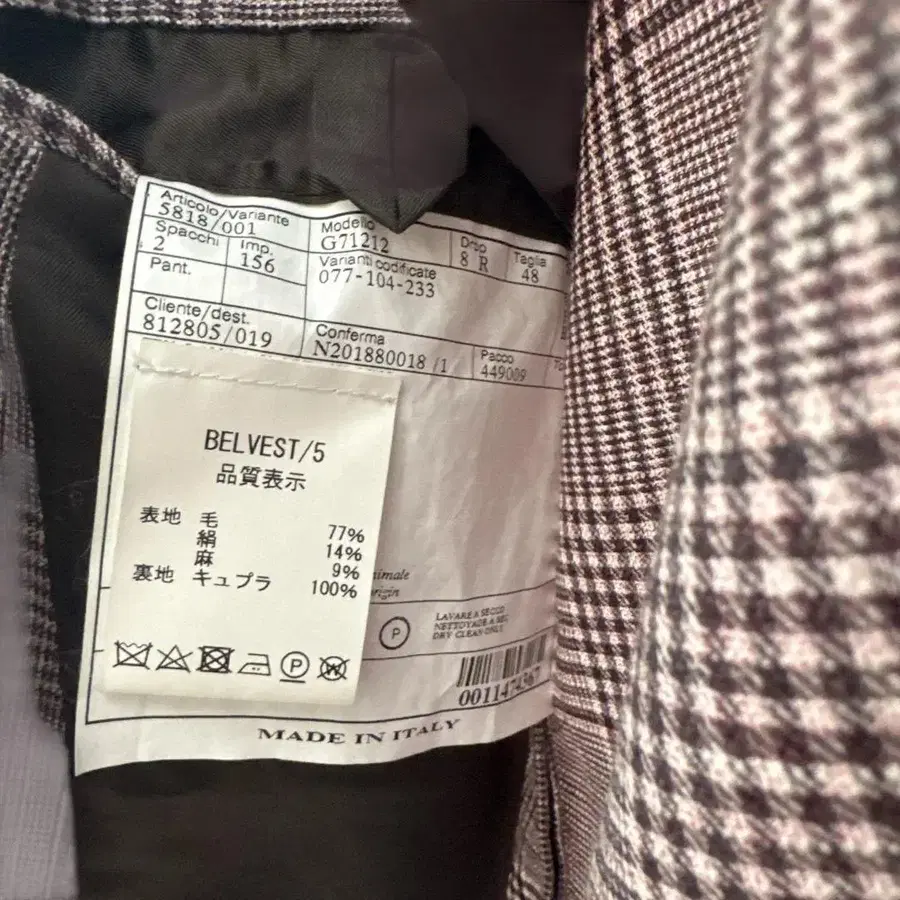 Articolo/Variante
5818/001
Modello
G71212
Drop
8 R
Taglia
48
Spacchi
2
Imp.
156
Varianti codificate
077-104-233
Pant.
Cliente/dest.
812805/019
Conferma
N201880018 /1
Pacco
449009
BELVEST/5
品質表示
表地 毛 77%
絹 14%
麻 9%
裏地 キュプラ 100%
P
W
P
LAVARE A SECCO
NETTOYAGE A SEC
DRY CLEAN ONLY
MADE IN ITALY